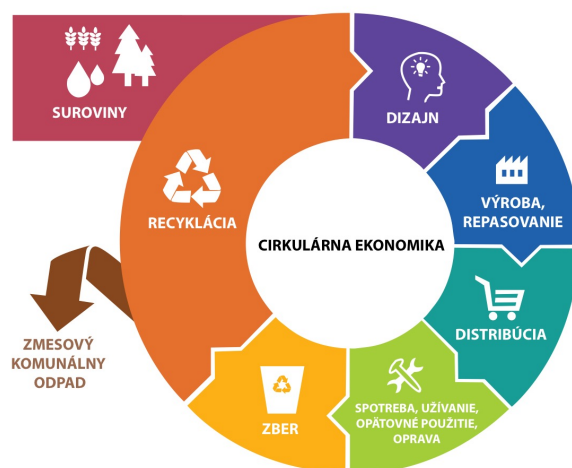 SUROVINY
DIZAJN
VÝROBA,
REPASOVANIE
DISTRIBÚCIA
SPOTREBA, UŽÍVANIE,
OPÄTOVNÉ POUŽITIE,
OPRAVA
ZBER
RECYKLÁCIA
ZMESOVÝ
KOMUNÁLNY
ODPAD
CIRKULÁRNA EKONOMIKA